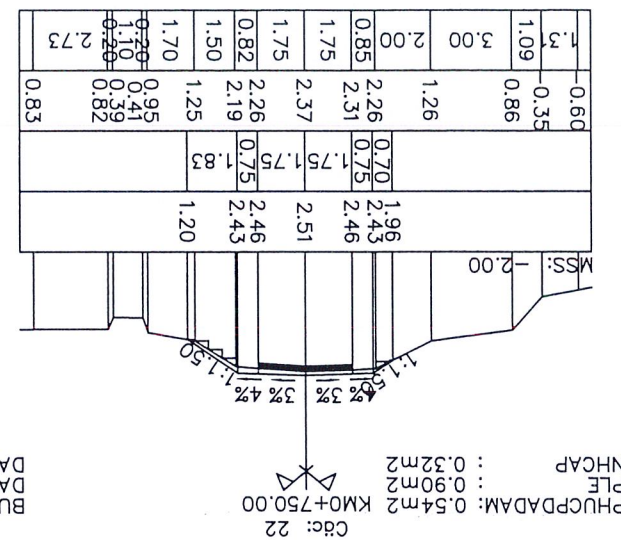 Cäc: 22
PHUCPDADAM: 0.54m2 KM0+750.00 BU
PLE : 0.90m2 DA
NHCAP : 0.32m2 DA
4% 3% 3% 4%
1:1.50 1:1.50
MSS: -2.00
1.96 2.43 2.46 2.51 2.46 2.43 1.20
0.70 0.75 1.75 1.75 0.75 1.83
-0.60 -0.35 0.86 1.26 2.26 2.31 2.37 2.26 2.19 1.25 0.95 0.41 0.39 0.82 0.83
1.31 1.09 3.00 2.00 0.85 1.75 1.75 0.82 1.50 1.70 0.20 1.10 0.20 2.73